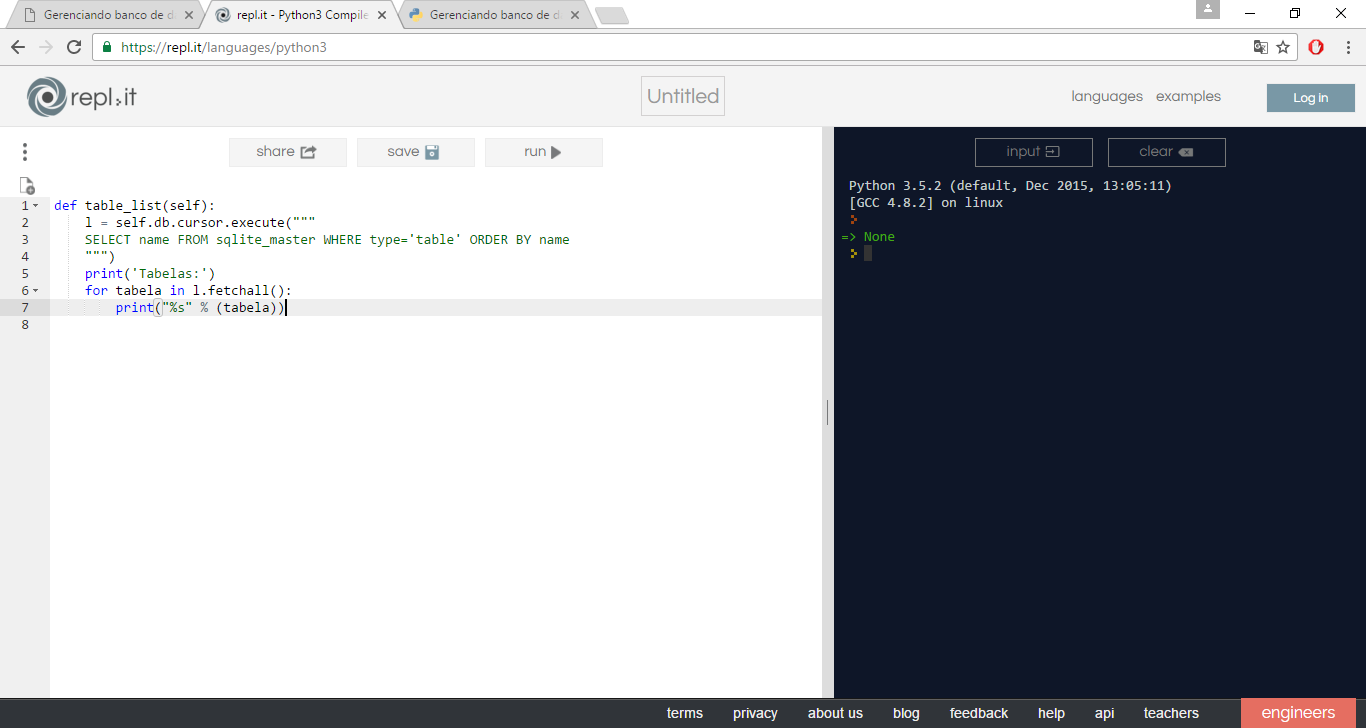 Gerenciando banco de d
repl.it - Python3 Compile
Gerenciando banco de d
https://repl.it/languages/python3
repl.it
Untitled
languages
examples
Log in
share
save
run
input
clear
1
2
3
4
5
6
7
8
def table_list(self):
    l = self.db.cursor.execute("""
    SELECT name FROM sqlite_master WHERE type='table' ORDER BY name
    """)
    print('Tabelas:')
    for tabela in l.fetchall():
        print("%s" % (tabela))
Python 3.5.2 (default, Dec 2015, 13:05:11)
[GCC 4.8.2] on linux
=> None
terms
privacy
about us
blog
feedback
help
api
teachers
engineers